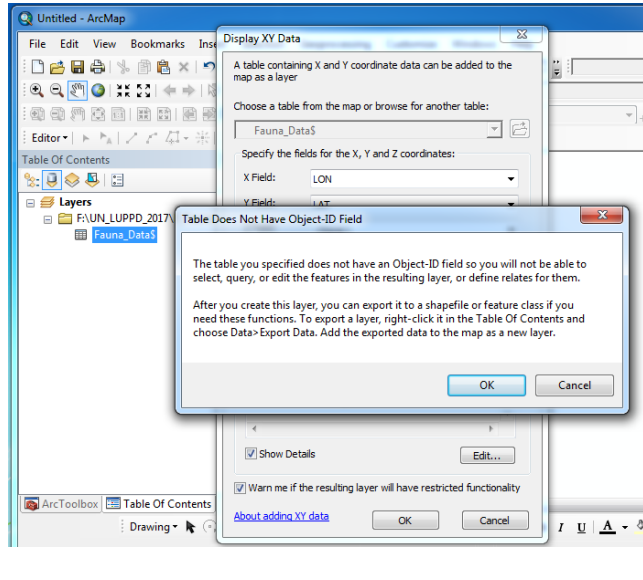 Untitled - ArcMap
File Edit View Bookmarks
Editor
Table Of Contents
Layers
F:\UN_LUPPD_2017\
Fauna_Data$
ArcToolbox Table Of Contents
Drawing
Display XY Data
A table containing X and Y coordinate data can be added to the
map as a layer
Choose a table from the map or browse for another table:
Fauna_Data$
Specify the fields for the X, Y and Z coordinates:
X Field: LON
Y Field: LAT
Table Does Not Have Object-ID Field
The table you specified does not have an Object-ID field so you will not be able to
select, query, or edit the features in the resulting layer, or define relates for them.
After you create this layer, you can export it to a shapefile or feature class if you
need these functions. To export a layer, right-click it in the Table Of Contents and
choose Data>Export Data. Add the exported data to the map as a new layer.
OK Cancel
Show Details
Edit...
Warn me if the resulting layer will have restricted functionality
About adding XY data
OK Cancel
I U A